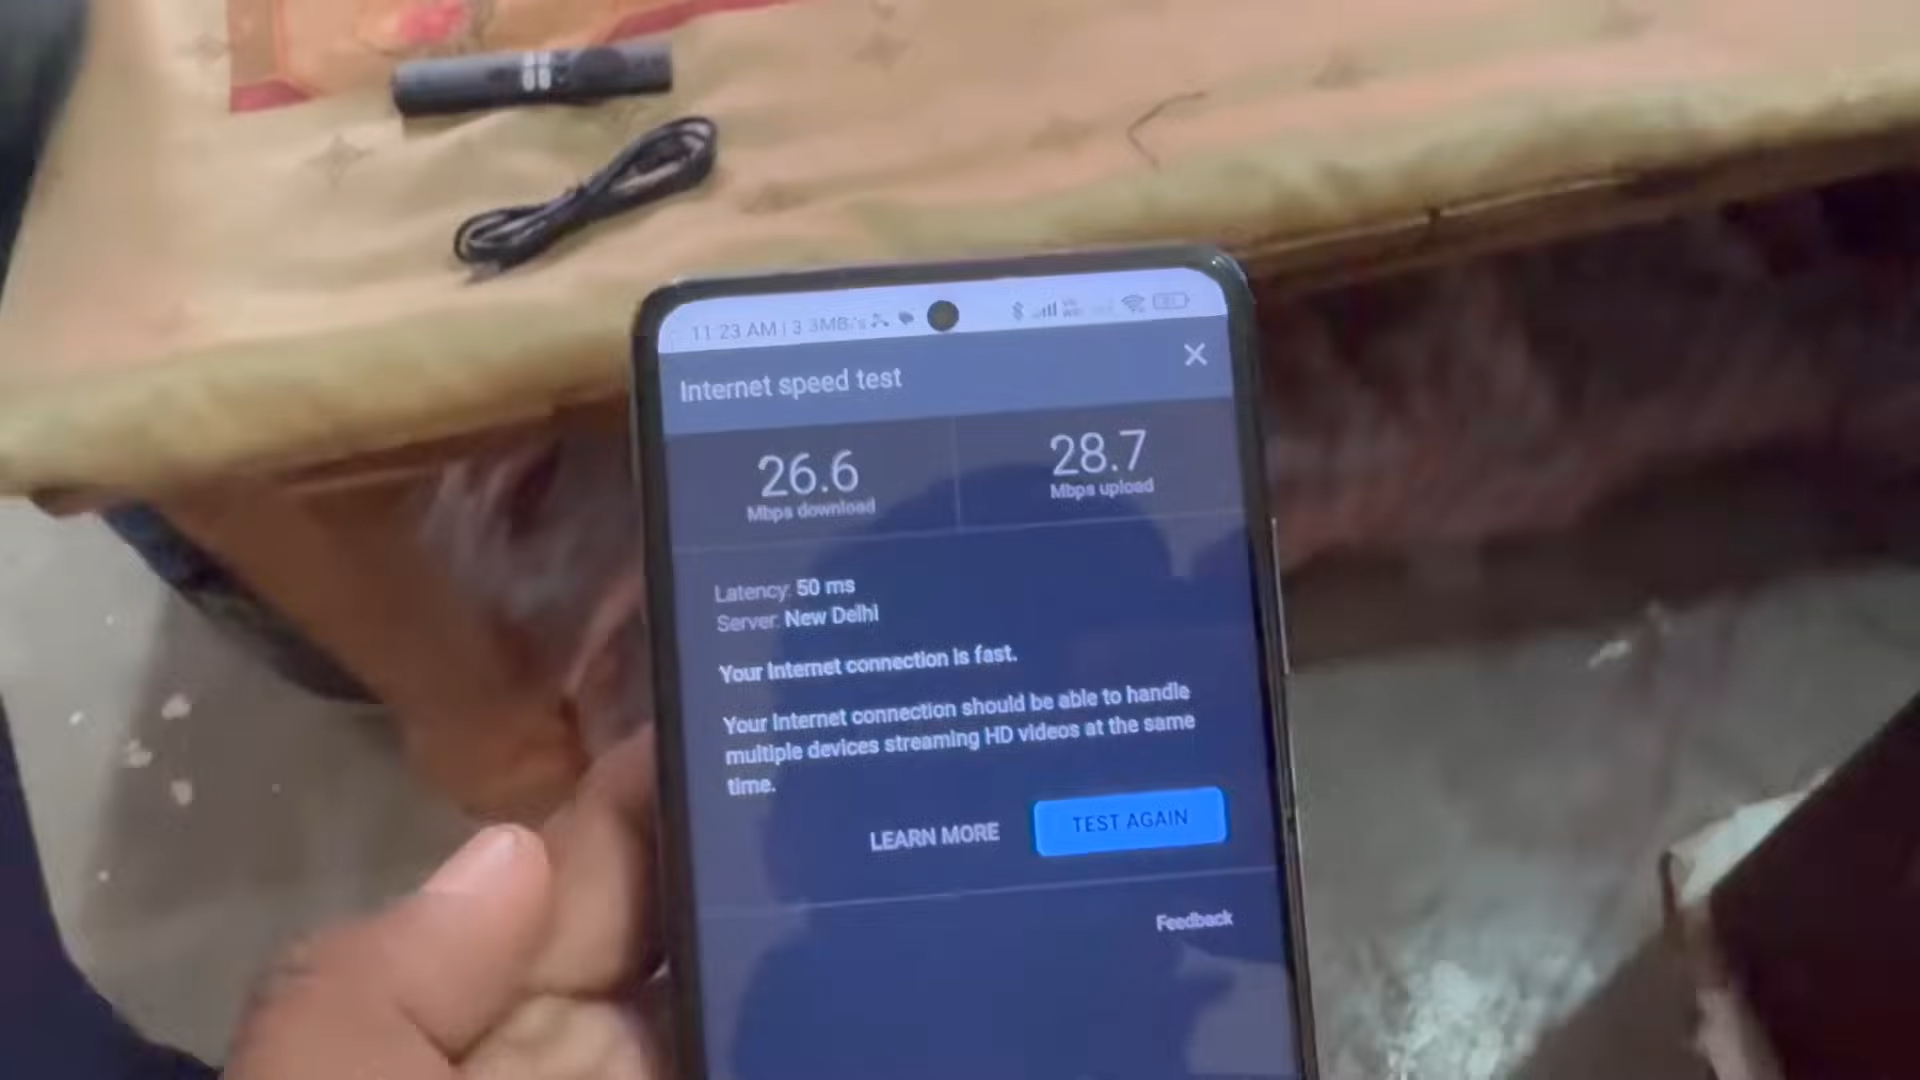 11:23 AM | 3.3MB/s
Internet speed test
26.6
Mbps download
28.7
Mbps upload
Latency: 50 ms
Server: New Delhi
Your Internet connection is fast.
Your Internet connection should be able to handle
multiple devices streaming HD videos at the same
time.
LEARN MORE
TEST AGAIN
Feedback